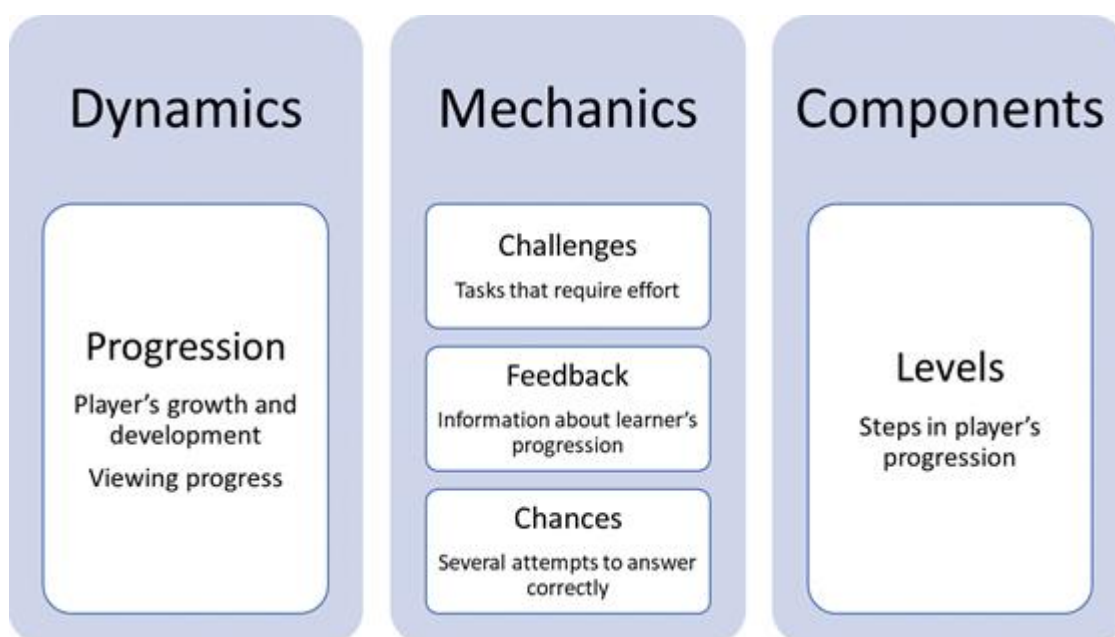 Dynamics
Progression
Player's growth and
development
Viewing progress
Mechanics
Challenges
Tasks that require effort
Feedback
Information about learner's
progression
Chances
Several attempts to answer
correctly
Components
Levels
Steps in player's
progression